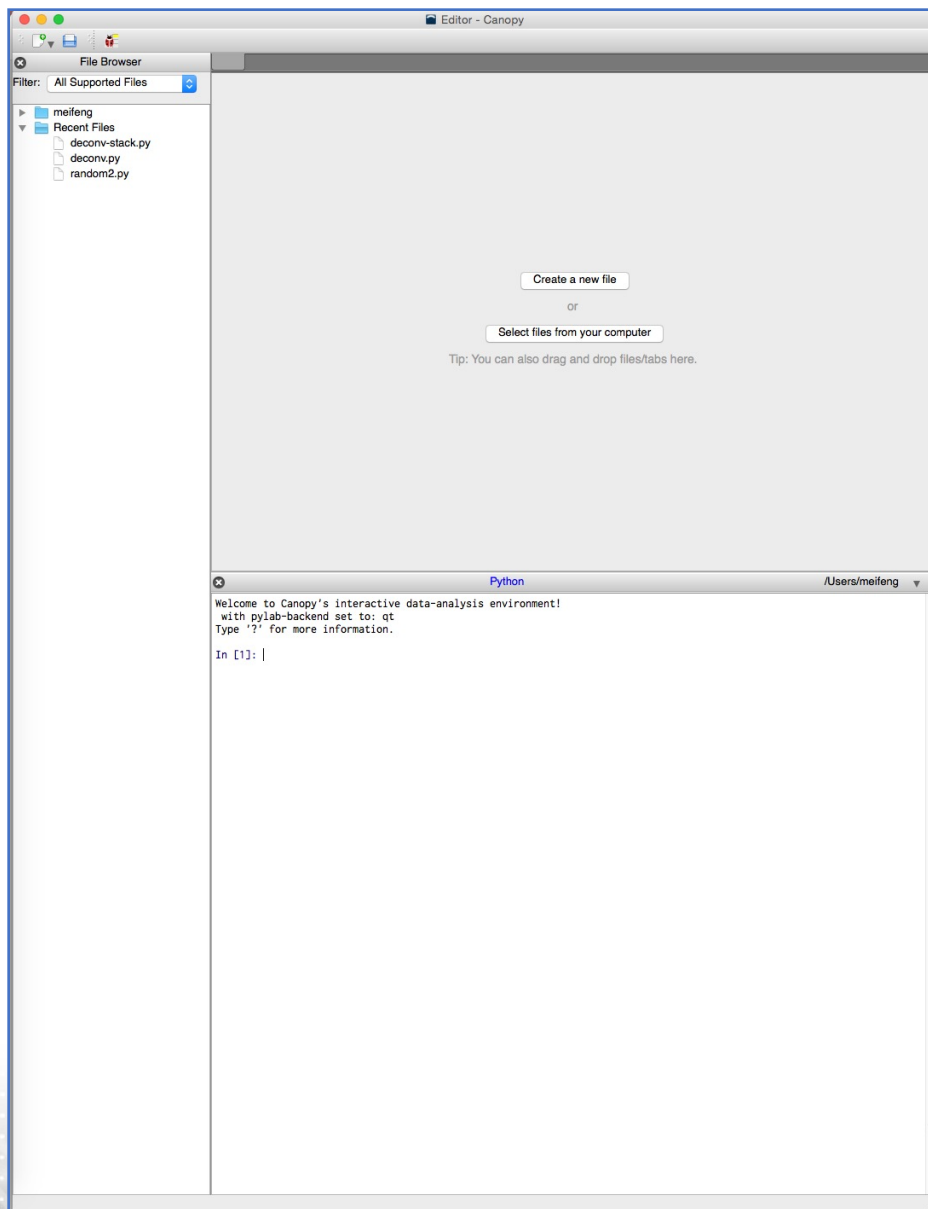 Editor - Canopy
File Browser
Filter: All Supported Files
meifeng
Recent Files
deconv-stack.py
deconv.py
random2.py
Create a new file
or
Select files from your computer
Tip: You can also drag and drop files/tabs here.
Python /Users/meifeng
Welcome to Canopy's interactive data-analysis environment!
with pylab-backend set to: qt
Type '?' for more information.
In [1]: